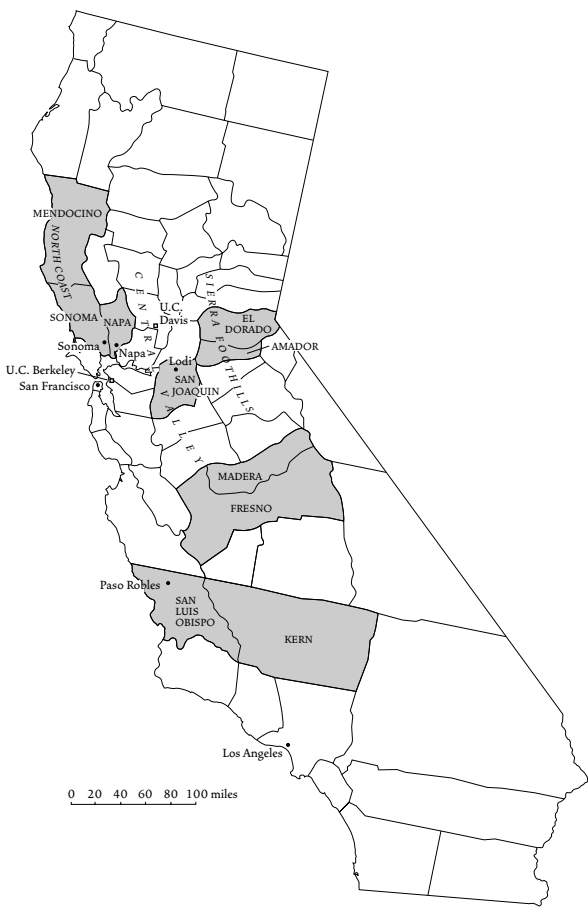 MENDOCINO
NORTH COAST
CENTRAL VALLEY
SIERRA FOOTHILLS
U.C.
Davis
SONOMA
NAPA
EL
DORADO
Sonoma
Napa
AMADOR
Lodi
U.C. Berkeley
San Francisco
SAN
JOAQUIN
MADERA
FRESNO
Paso Robles
SAN
LUIS
OBISPO
KERN
Los Angeles
0 20 40 60 80 100 miles